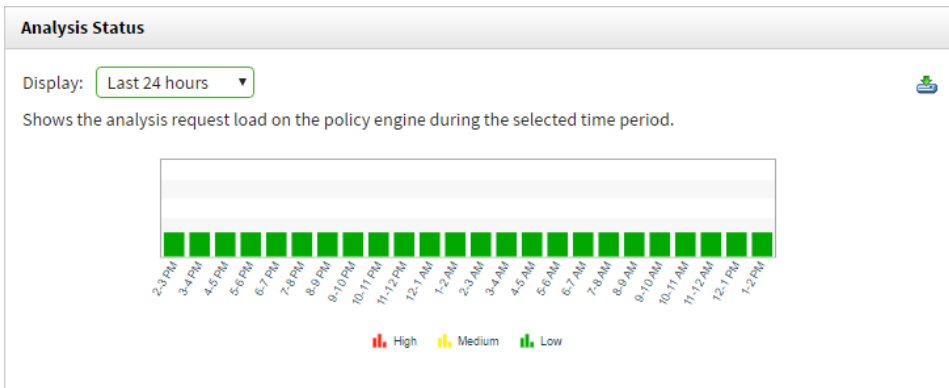 Analysis Status
Display: Last 24 hours
Shows the analysis request load on the policy engine during the selected time period.
2-3 PM 3-4 PM 4-5 PM 5-6 PM 6-7 PM 7-8 PM 8-9 PM 9-10 PM 10-11 PM 11-12 PM 12-1 AM 1-2 AM 2-3 AM 3-4 AM 4-5 AM 5-6 AM 6-7 AM 7-8 AM 8-9 AM 9-10 AM 10-11 AM 11-12 AM 12-1 PM 1-2 PM
High Medium Low